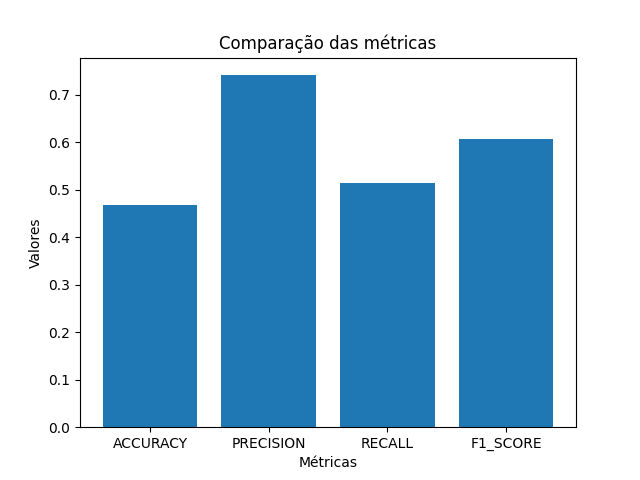 Comparação das métricas
Valores
0.7
0.6
0.5
0.4
0.3
0.2
0.1
0.0
ACCURACY PRECISION RECALL F1_SCORE
Métricas